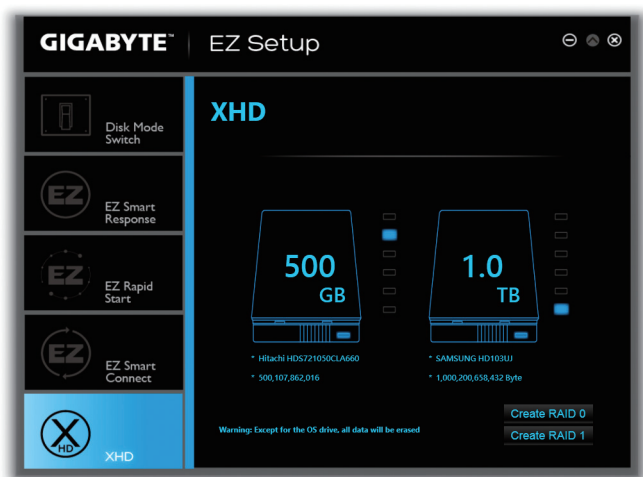 GIGABYTE™ EZ Setup
Disk Mode
Switch
EZ
EZ Smart
Response
EZ
EZ Rapid
Start
EZ
EZ Smart
Connect
X
HD
XHD
XHD
500
GB
* Hitachi HDS721050CLA660
* 500,107,862,016
1.0
TB
* SAMSUNG HD103UJ
* 1,000,200,658,432 Byte
Warning: Except for the OS drive, all data will be erased
Create RAID 0
Create RAID 1